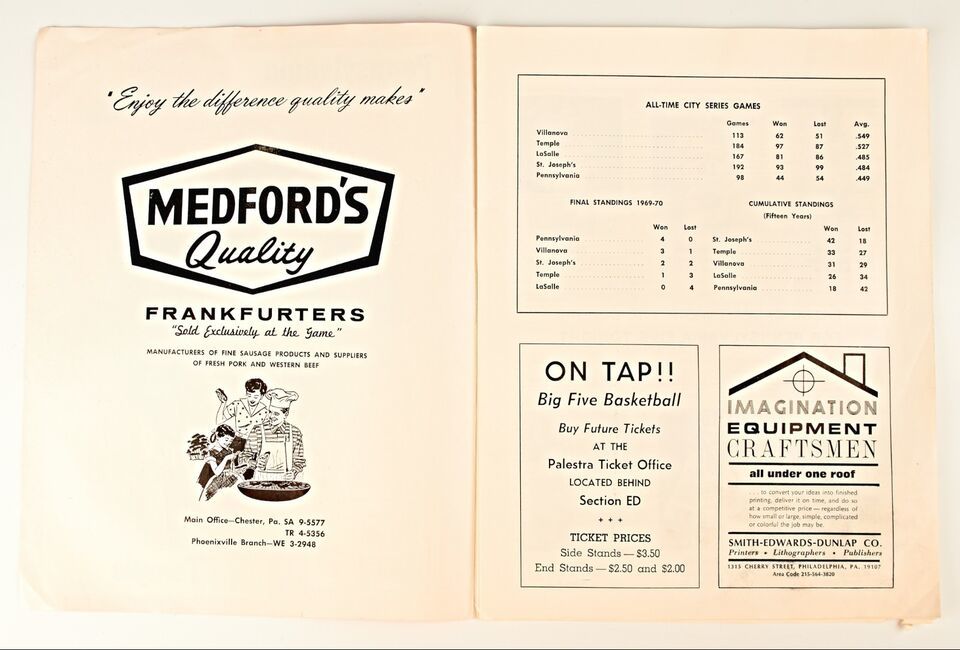 "Enjoy the difference quality makes"
MEDFORD'S
Quality
FRANKFURTERS
"Sold Exclusively at the Game"
MANUFACTURERS OF FINE SAUSAGE PRODUCTS AND SUPPLIERS
OF FRESH PORK AND WESTERN BEEF
Main Office—Chester, Pa. SA 9-5577
TR 4-5356
Phoenixville Branch—WE 3-2948
ALL-TIME CITY SERIES GAMES
Games Won Lost Avg.
Villanova 113 62 51 .549
Temple 184 97 87 .527
LaSalle 167 81 86 .485
St. Joseph's 192 93 99 .484
Pennsylvania 98 44 54 .449
FINAL STANDINGS 1969-70
Won Lost
Pennsylvania 4 0
Villanova 3 1
St. Joseph's 2 2
Temple 1 3
LaSalle 0 4
CUMULATIVE STANDINGS
(Fifteen Years)
Won Lost
St. Joseph's 42 18
Temple 33 27
Villanova 31 29
LaSalle 26 34
Pennsylvania 18 42
ON TAP!!
Big Five Basketball
Buy Future Tickets
AT THE
Palestra Ticket Office
LOCATED BEHIND
Section ED
+ + +
TICKET PRICES
Side Stands—$3.50
End Stands—$2.50 and $2.00
IMAGINATION
EQUIPMENT
CRAFTSMEN
all under one roof
. . . to convert your ideas into finished
printing, deliver it on time, and do so
at a competitive price — regardless of
how small or large, simple, complicated
or colorful the job may be.
SMITH-EDWARDS-DUNLAP CO.
Printers • Lithographers • Publishers
1315 CHERRY STREET, PHILADELPHIA, PA. 19107
Area Code 215-564-3820